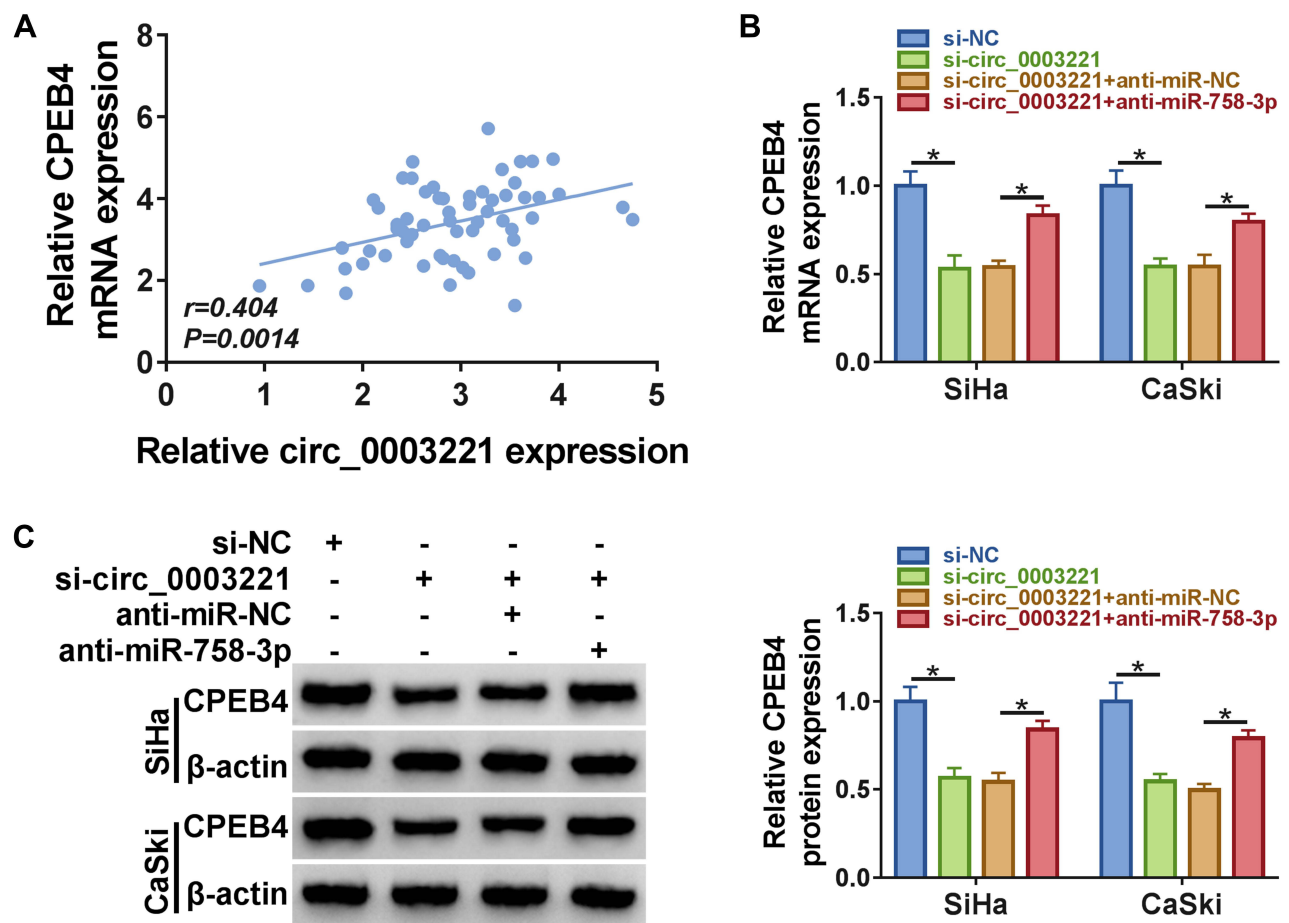 A
Relative CPEB4
mRNA expression
8
6
4
2
0
r=0.404
P=0.0014
0 1 2 3 4 5
Relative circ_0003221 expression
B
si-NC
si-circ_0003221
si-circ_0003221+anti-miR-NC
si-circ_0003221+anti-miR-758-3p
Relative CPEB4
mRNA expression
1.5
1.0
0.5
0.0
* * * *
SiHa CaSki
C
si-NC + - - -
si-circ_0003221 - + + +
anti-miR-NC - - + -
anti-miR-758-3p - - - +
SiHa
CPEB4
β-actin
CaSki
CPEB4
β-actin
si-NC
si-circ_0003221
si-circ_0003221+anti-miR-NC
si-circ_0003221+anti-miR-758-3p
Relative CPEB4
protein expression
1.5
1.0
0.5
0.0
* * * *
SiHa CaSki